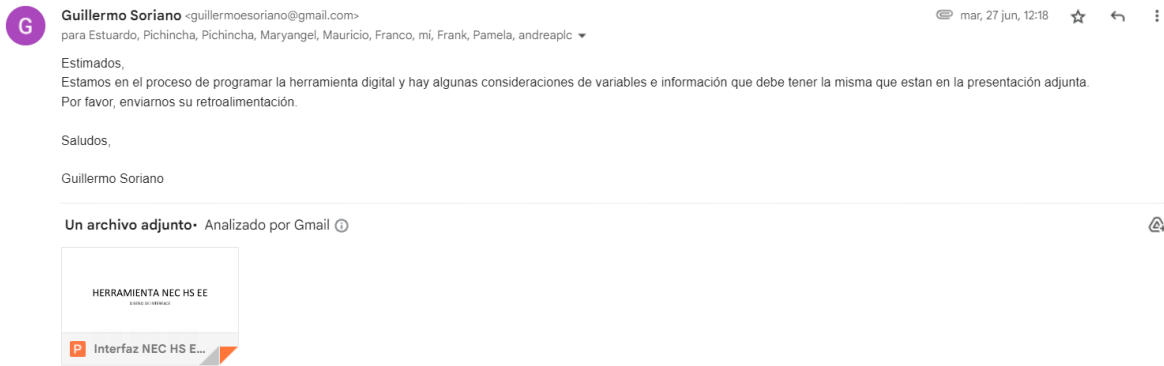 G
Guillermo Soriano <guillermoesoriano@gmail.com>
mar, 27 jun, 12:18
para Estuardo, Pichincha, Pichincha, Maryangel, Mauricio, Franco, mí, Frank, Pamela, andreaplc
Estimados,
Estamos en el proceso de programar la herramienta digital y hay algunas consideraciones de variables e información que debe tener la misma que estan en la presentación adjunta.
Por favor, enviarnos su retroalimentación.
Saludos,
Guillermo Soriano
Un archivo adjunto• Analizado por Gmail
HERRAMIENTA NEC HS EE
DISEÑO DE INTERFACE
P Interfaz NEC HS E...